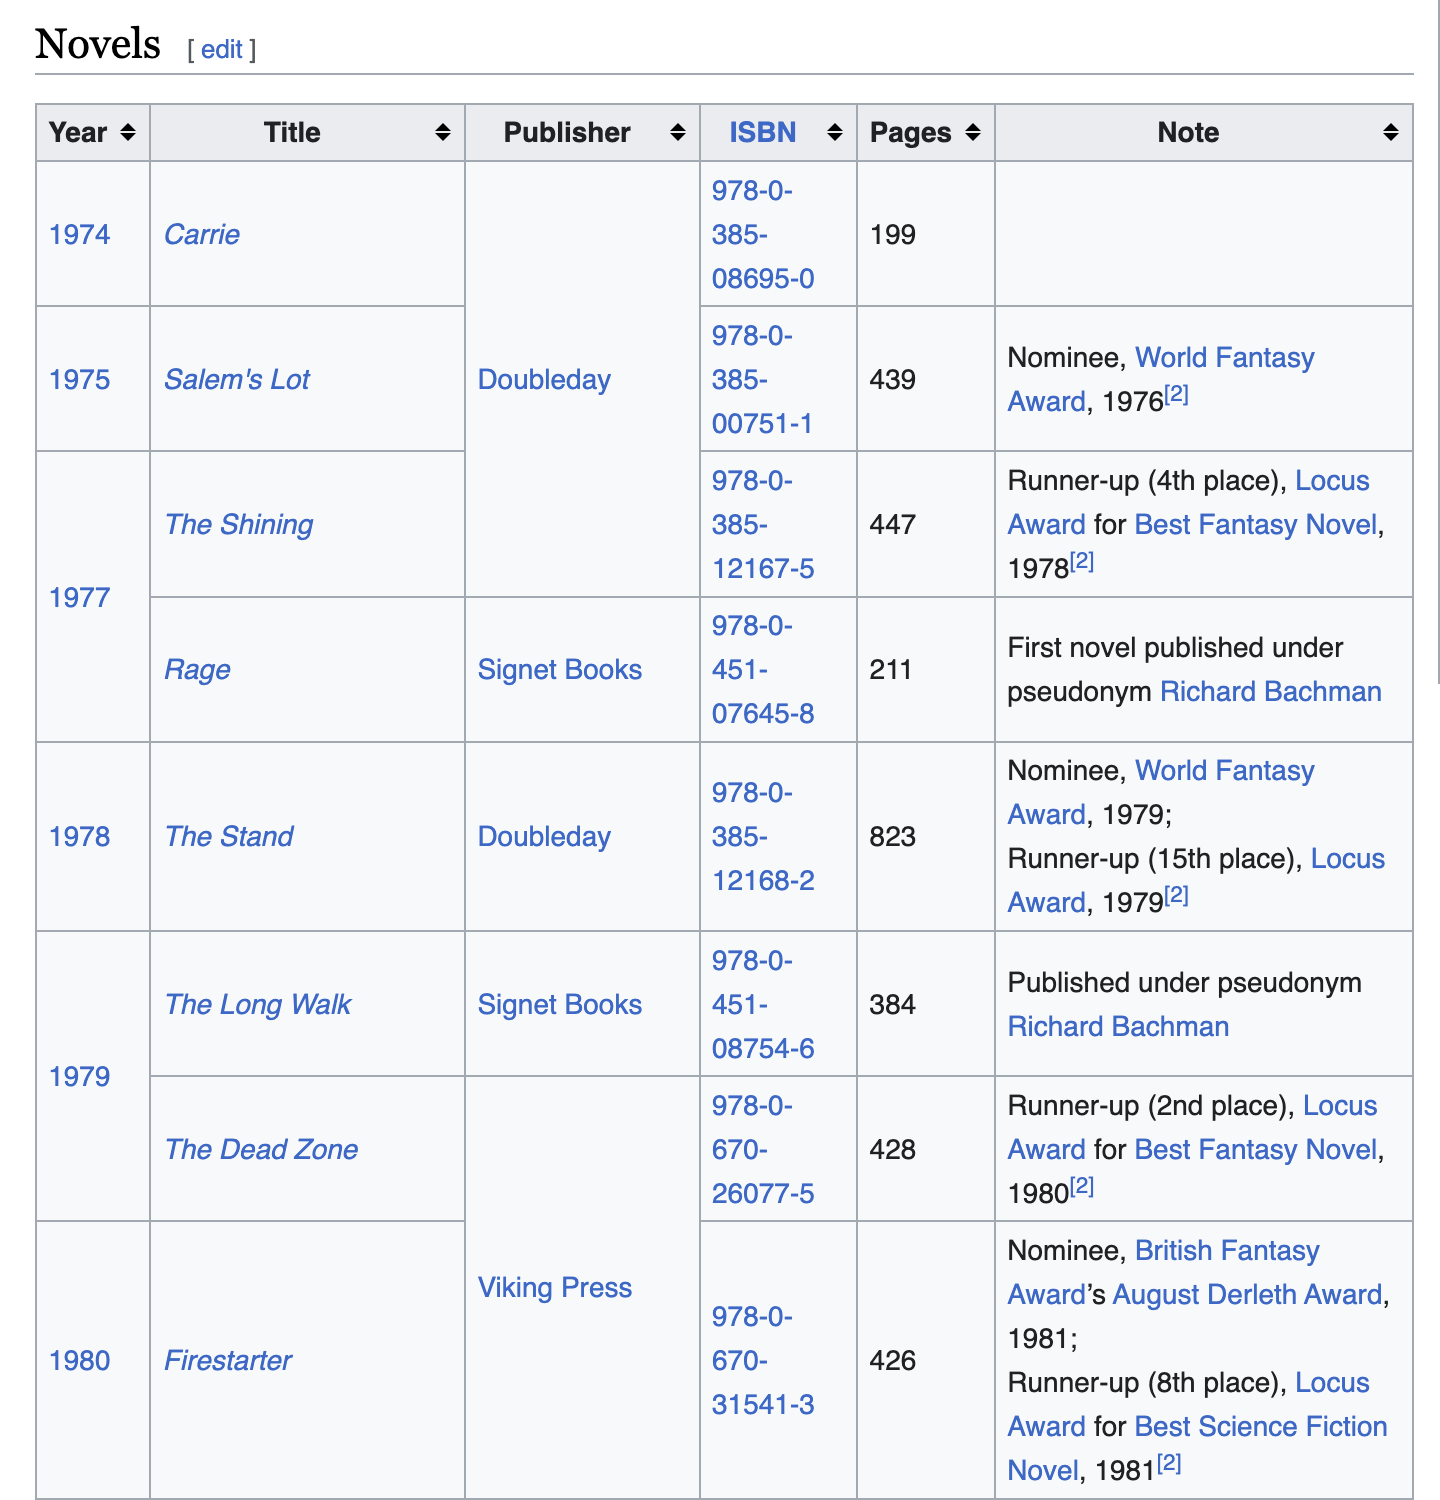 Novels [ edit ]
Year Title Publisher ISBN Pages Note
1974
Carrie
Doubleday
978-0-
385-
08695-0
199
1975
Salem's Lot
978-0-
385-
00751-1
439
Nominee, World Fantasy
Award, 1976[2]
1977
The Shining
978-0-
385-
12167-5
447
Runner-up (4th place), Locus
Award for Best Fantasy Novel,
1978[2]
Rage
Signet Books
978-0-
451-
07645-8
211
First novel published under
pseudonym Richard Bachman
1978
The Stand
Doubleday
978-0-
385-
12168-2
823
Nominee, World Fantasy
Award, 1979;
Runner-up (15th place), Locus
Award, 1979[2]
1979
The Long Walk
Signet Books
978-0-
451-
08754-6
384
Published under pseudonym
Richard Bachman
The Dead Zone
Viking Press
978-0-
670-
26077-5
428
Runner-up (2nd place), Locus
Award for Best Fantasy Novel,
1980[2]
1980
Firestarter
978-0-
670-
31541-3
426
Nominee, British Fantasy
Award’s August Derleth Award,
1981;
Runner-up (8th place), Locus
Award for Best Science Fiction
Novel, 1981[2]